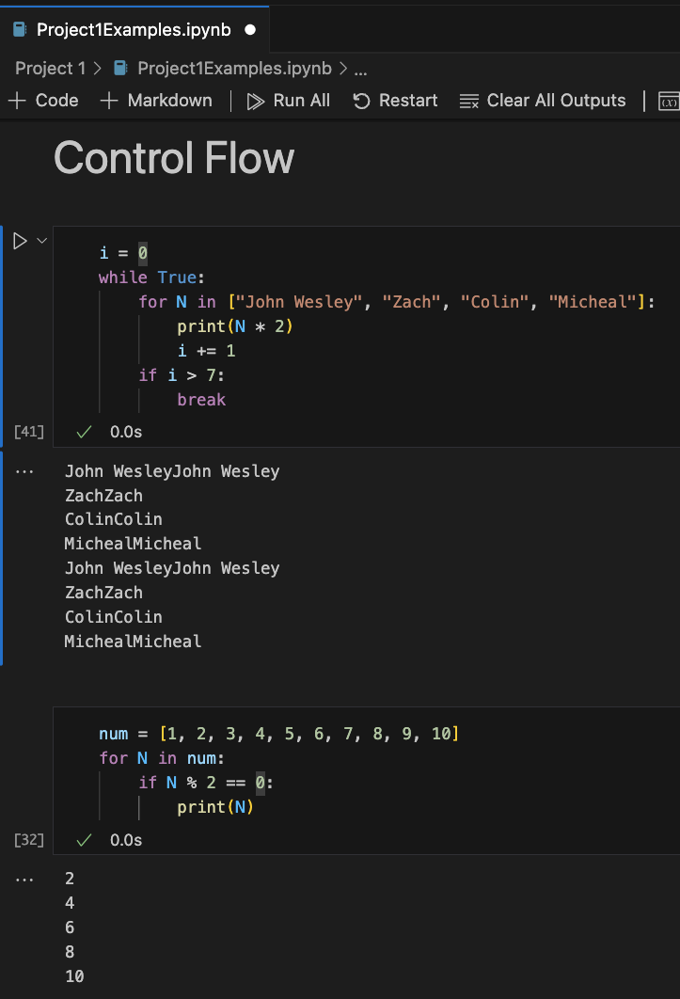 Project1Examples.ipynb ●
Project 1 > Project1Examples.ipynb > ...
+ Code + Markdown | Run All Restart Clear All Outputs | (x)
Control Flow
i = 0
while True:
    for N in ["John Wesley", "Zach", "Colin", "Micheal"]:
        print(N * 2)
        i += 1
    if i > 7:
        break
[41] ✓ 0.0s
... John WesleyJohn Wesley
ZachZach
ColinColin
MichealMicheal
John WesleyJohn Wesley
ZachZach
ColinColin
MichealMicheal
num = [1, 2, 3, 4, 5, 6, 7, 8, 9, 10]
for N in num:
    if N % 2 == 0:
        print(N)
[32] ✓ 0.0s
... 2
4
6
8
10